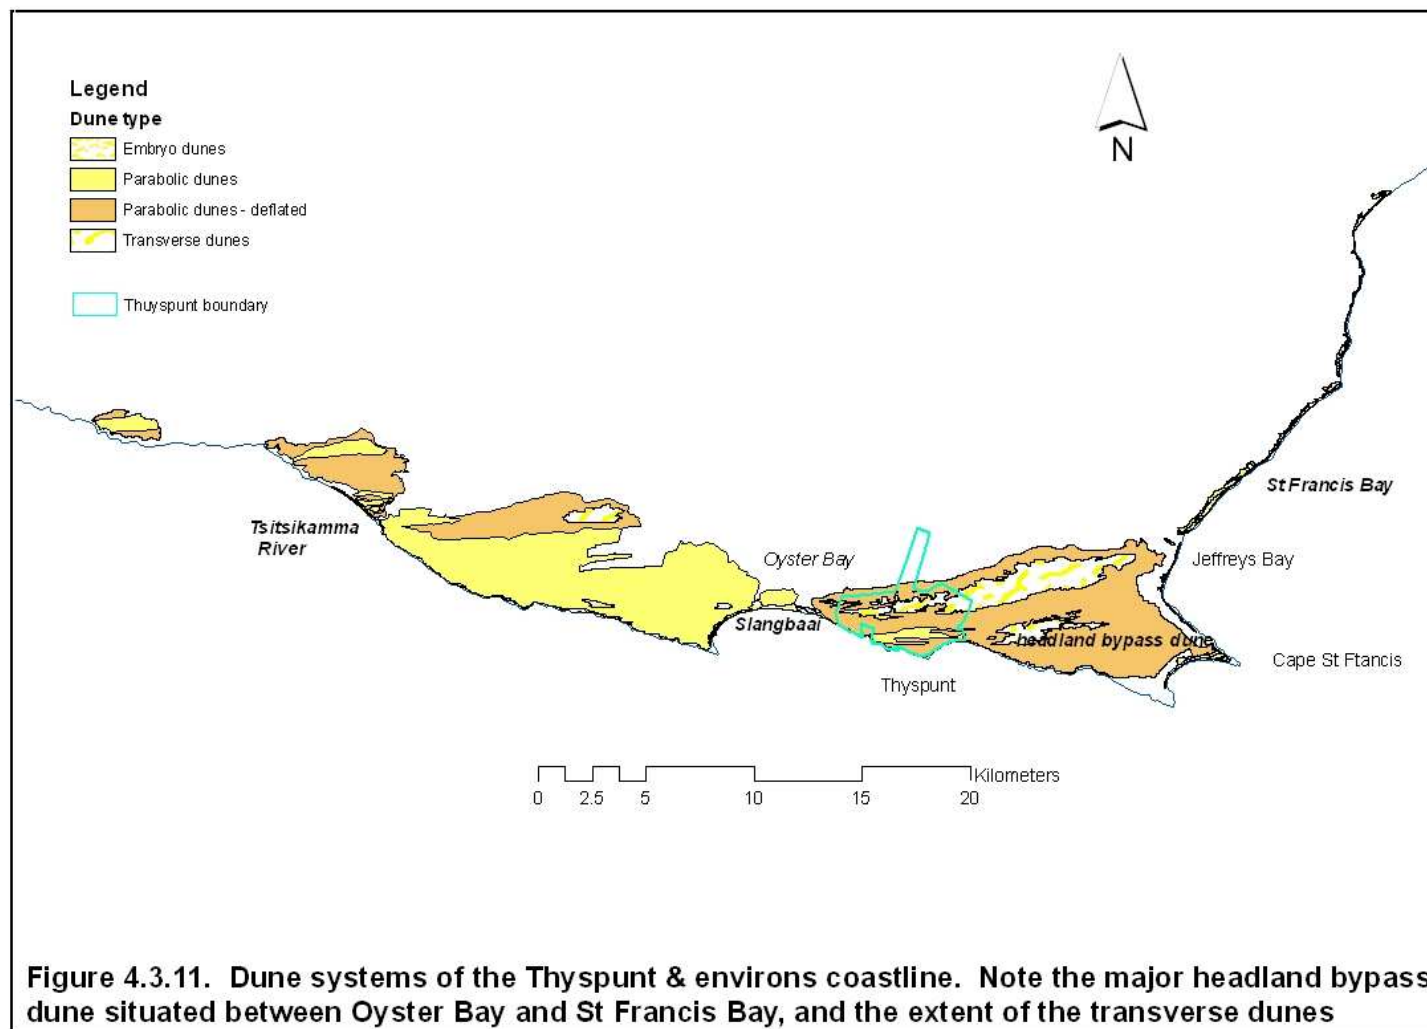 Legend
Dune type
Embryo dunes
Parabolic dunes
Parabolic dunes - deflated
Transverse dunes
Thuyspunt boundary
N
St Francis Bay
Tsitsikamma
River
Oyster Bay
Jeffreys Bay
Slangbaai
headland bypass dune
Cape St Ftancis
Thyspunt
Kilometers
0 2.5 5 10 15 20
Figure 4.3.11. Dune systems of the Thyspunt & environs coastline. Note the major headland bypass
dune situated between Oyster Bay and St Francis Bay, and the extent of the transverse dunes